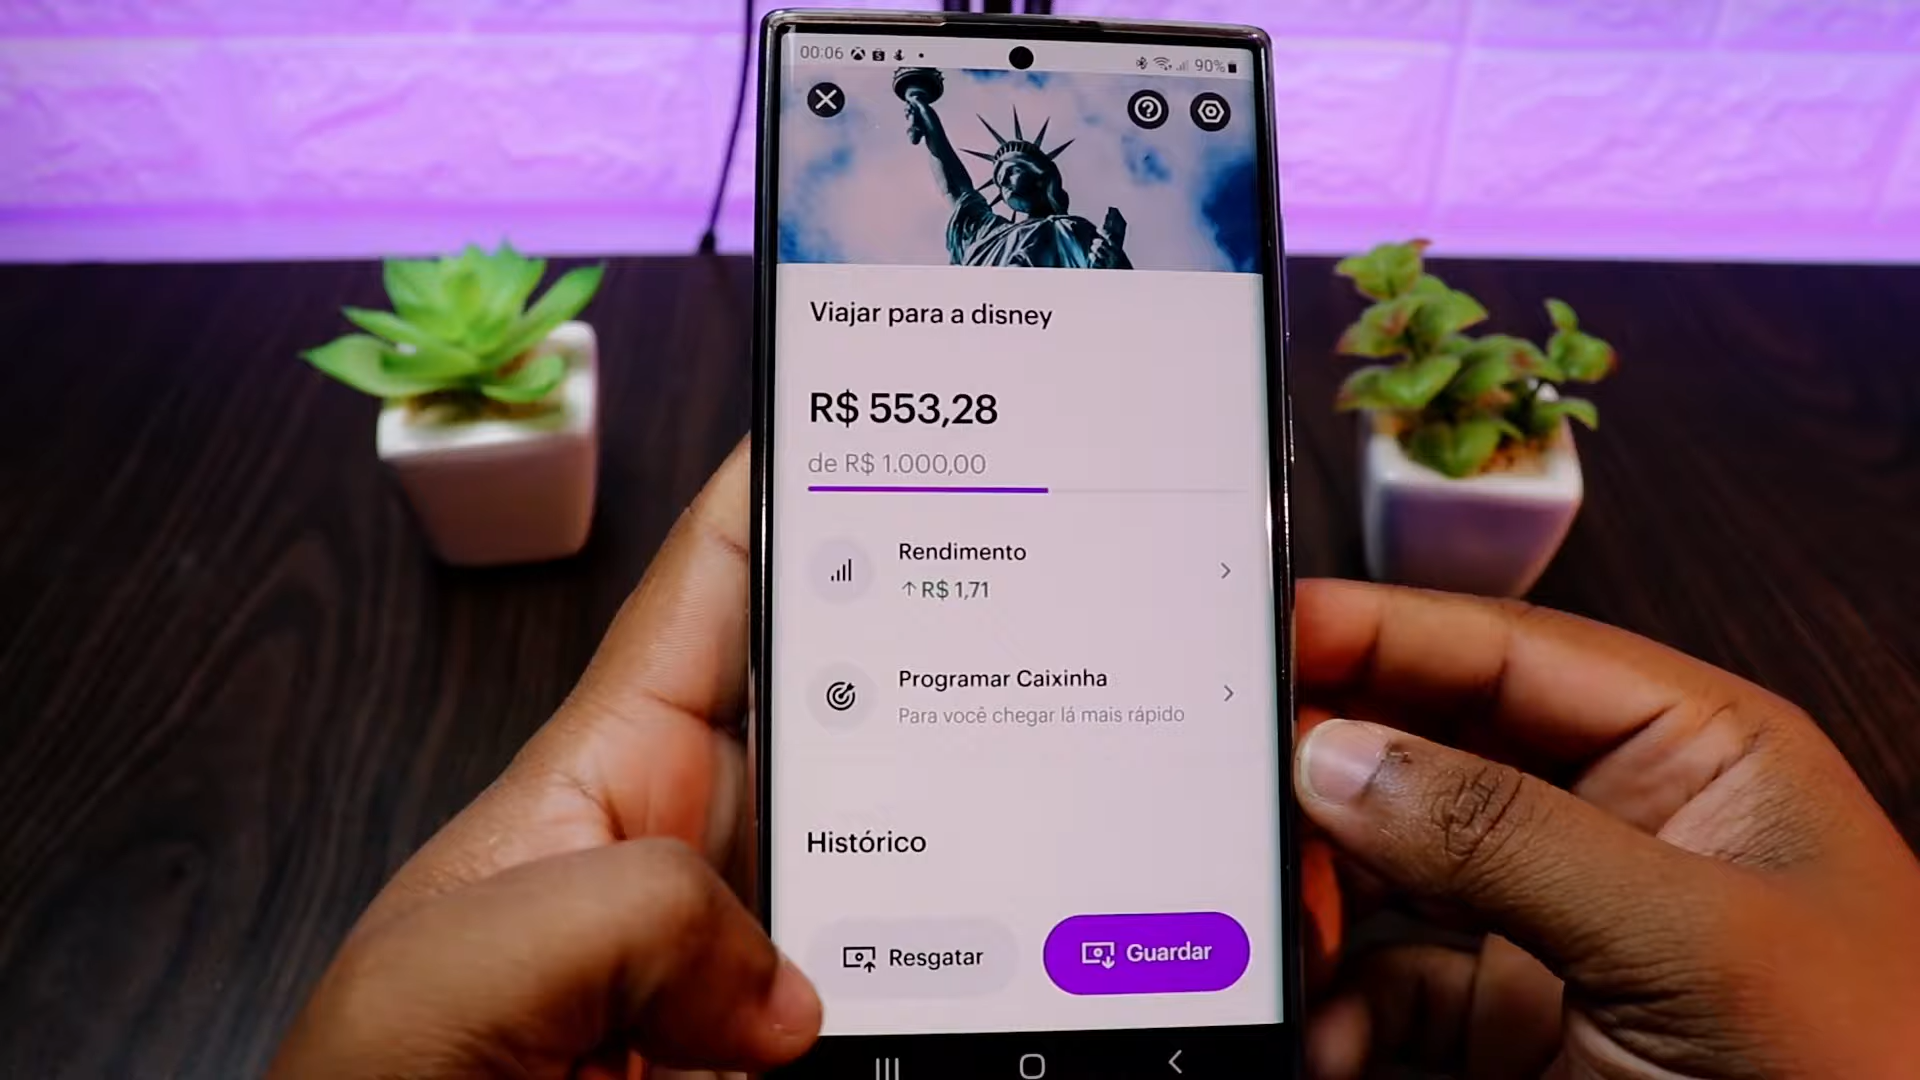 00:06
90%
Viajar para a disney
R$ 553,28
de R$ 1.000,00
Rendimento
↑ R$ 1,71
Programar Caixinha
Para você chegar lá mais rápido
Histórico
Resgatar
Guardar